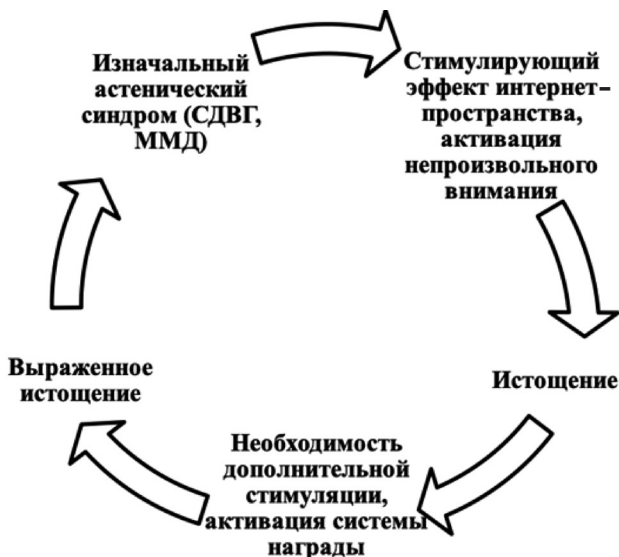 Изначальный
астенический
синдром (СДВГ,
ММД)
Стимулирующий
эффект интернет–
пространства,
активация
непроизвольного
внимания
Истощение
Необходимость
дополнительной
стимуляции,
активация системы
награды
Выраженное
истощение